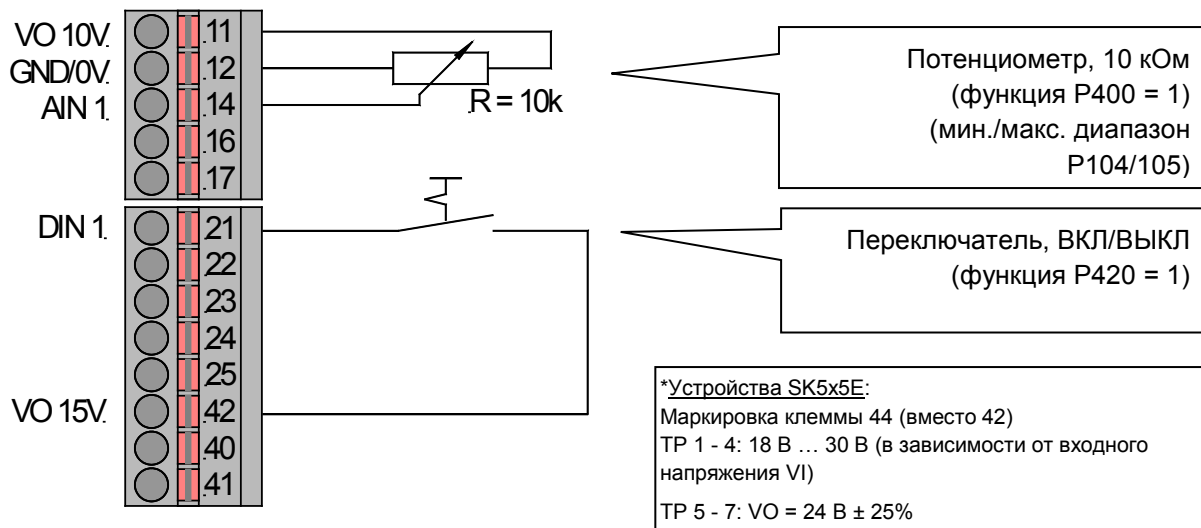 VO 10V
11
GND/0V
12
AIN 1
14
R = 10k
16
17
DIN 1
21
22
23
24
25
VO 15V
42
40
41
Потенциометр, 10 кОм
(функция P400 = 1)
(мин./макс. диапазон
P104/105)
Переключатель, ВКЛ/ВЫКЛ
(функция P420 = 1)
*Устройства SK5x5E:
Маркировка клеммы 44 (вместо 42)
ТР 1 - 4: 18 В … 30 В (в зависимости от входного
напряжения VI)
ТР 5 - 7: VO = 24 В ± 25%